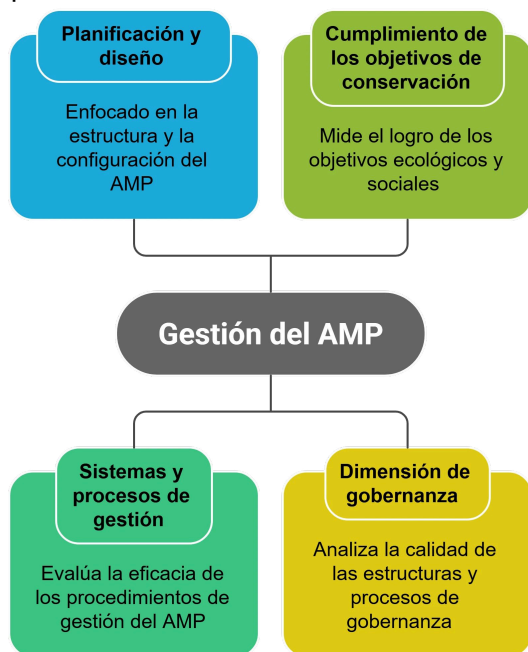 Planificación y
diseño
Enfocado en la
estructura y la
configuración del
AMP
Cumplimiento de
los objetivos de
conservación
Mide el logro de los
objetivos ecológicos y
sociales
Gestión del AMP
Sistemas y
procesos de
gestión
Evalúa la eficacia de
los procedimientos de
gestión del AMP
Dimensión de
gobernanza
Analiza la calidad de
las estructuras y
procesos de
gobernanza